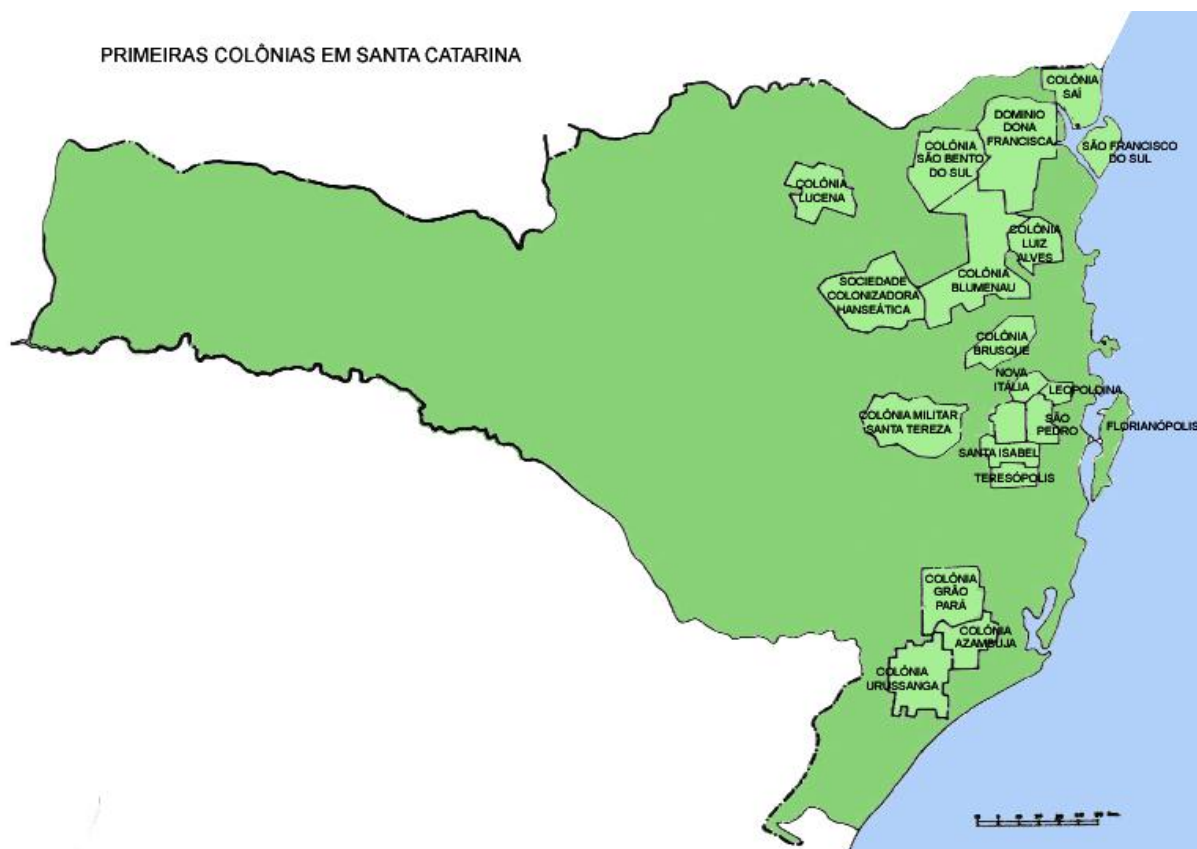 PRIMEIRAS COLÔNIAS EM SANTA CATARINA
COLÔNIA
SAÍ
DOMINIO
DONA
FRANCISCA
SÃO FRANCISCO
DO SUL
COLÔNIA
SÃO BENTO
DO SUL
COLÔNIA
LUCENA
COLÔNIA
LUIZ
ALVES
SOCIEDADE
COLONIZADORA
HANSEÁTICA
COLÔNIA
BLUMENAU
COLÔNIA
BRUSQUE
NOVA
ITÁLIA
LEOPOLDINA
COLÔNIA MILITAR
SANTA TEREZA
SÃO
PEDRO
FLORIANÓPOLIS
SANTA ISABEL
TERESÓPOLIS
COLÔNIA
GRÃO
PARÁ
COLÔNIA
AZAMBUJA
COLÔNIA
URUSSANGA